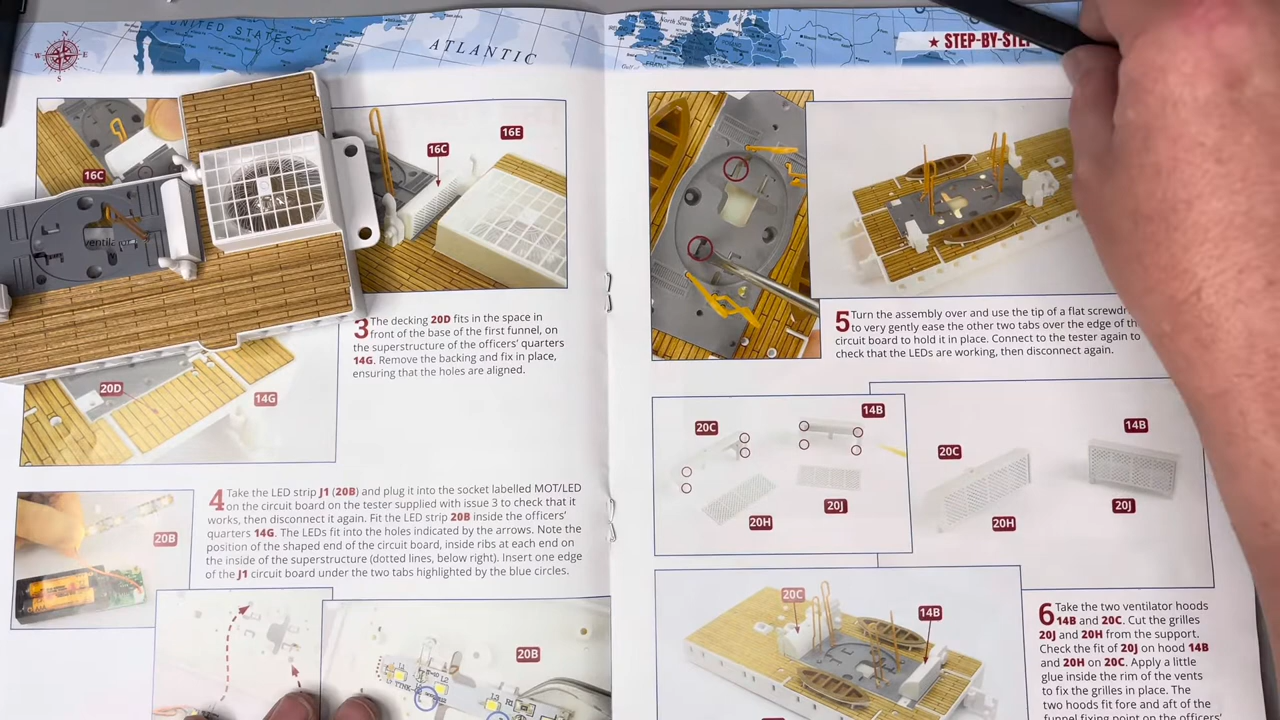 UNITED STATES
ATLANTIC
North Sea
★ STEP-BY-STEP
16C
16C
16E
ventilator
3 The decking 20D fits in the space in
front of the base of the first funnel, on
the superstructure of the officers' quarters
14G. Remove the backing and fix in place,
ensuring that the holes are aligned.
20D
14G
4 Take the LED strip J1 (20B) and plug it into the socket labelled MOT/LED
on the circuit board on the tester supplied with issue 3 to check that it
works, then disconnect it again. Fit the LED strip 20B inside the officers'
quarters 14G. The LEDs fit into the holes indicated by the arrows. Note the
position of the shaped end of the circuit board, inside ribs at each end on
the inside of the superstructure (dotted lines, below right). Insert one edge
of the J1 circuit board under the two tabs highlighted by the blue circles.
20B
20B
5 Turn the assembly over and use the tip of a flat screwdr
to very gently ease the other two tabs over the edge of th
circuit board to hold it in place. Connect to the tester again to
check that the LEDs are working, then disconnect again.
20C
14B
20H
20J
20C
14B
20H
20J
20C
14B
6 Take the two ventilator hoods
14B and 20C. Cut the grilles
20J and 20H from the support.
Check the fit of 20J on hood 14B
and 20H on 20C. Apply a little
glue inside the rim of the vents
to fix the grilles in place. The
two hoods fit fore and aft of the
funnel fixing point on the officers'